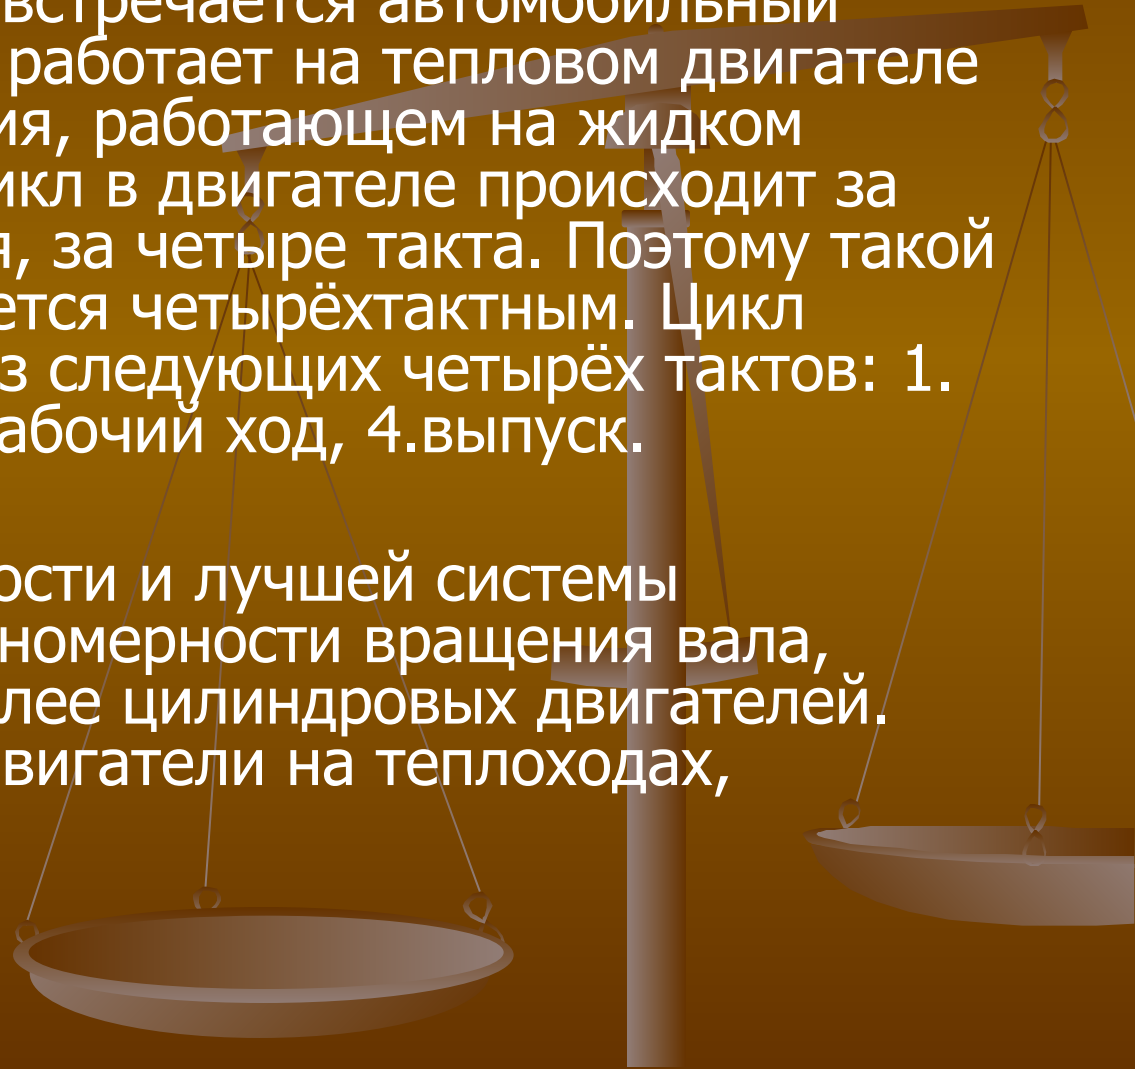 встречается автомобильный
работает на тепловом двигателе
ия, работающем на жидком
икл в двигателе происходит за
я, за четыре такта. Поэтому такой
ется четырёхтактным. Цикл
з следующих четырёх тактов: 1.
абочий ход, 4.выпуск.
ости и лучшей системы
номерности вращения вала,
лее цилиндровых двигателей.
вигатели на теплоходах,